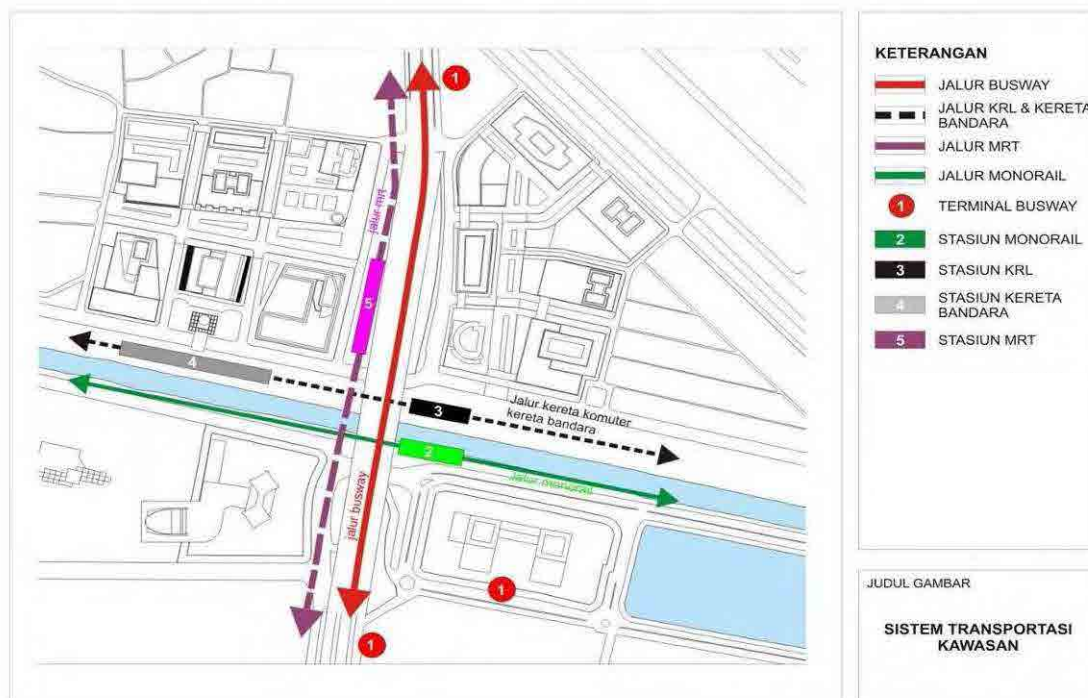 1
jalur mrt
5
4
3
Jalur kereta komuter
kereta bandara
2
Jalur monorail
jalur busway
1
1
KETERANGAN
JALUR BUSWAY
JALUR KRL & KERETA
BANDARA
JALUR MRT
JALUR MONORAIL
1 TERMINAL BUSWAY
2 STASIUN MONORAIL
3 STASIUN KRL
4 STASIUN KERETA
BANDARA
5 STASIUN MRT
JUDUL GAMBAR
SISTEM TRANSPORTASI
KAWASAN